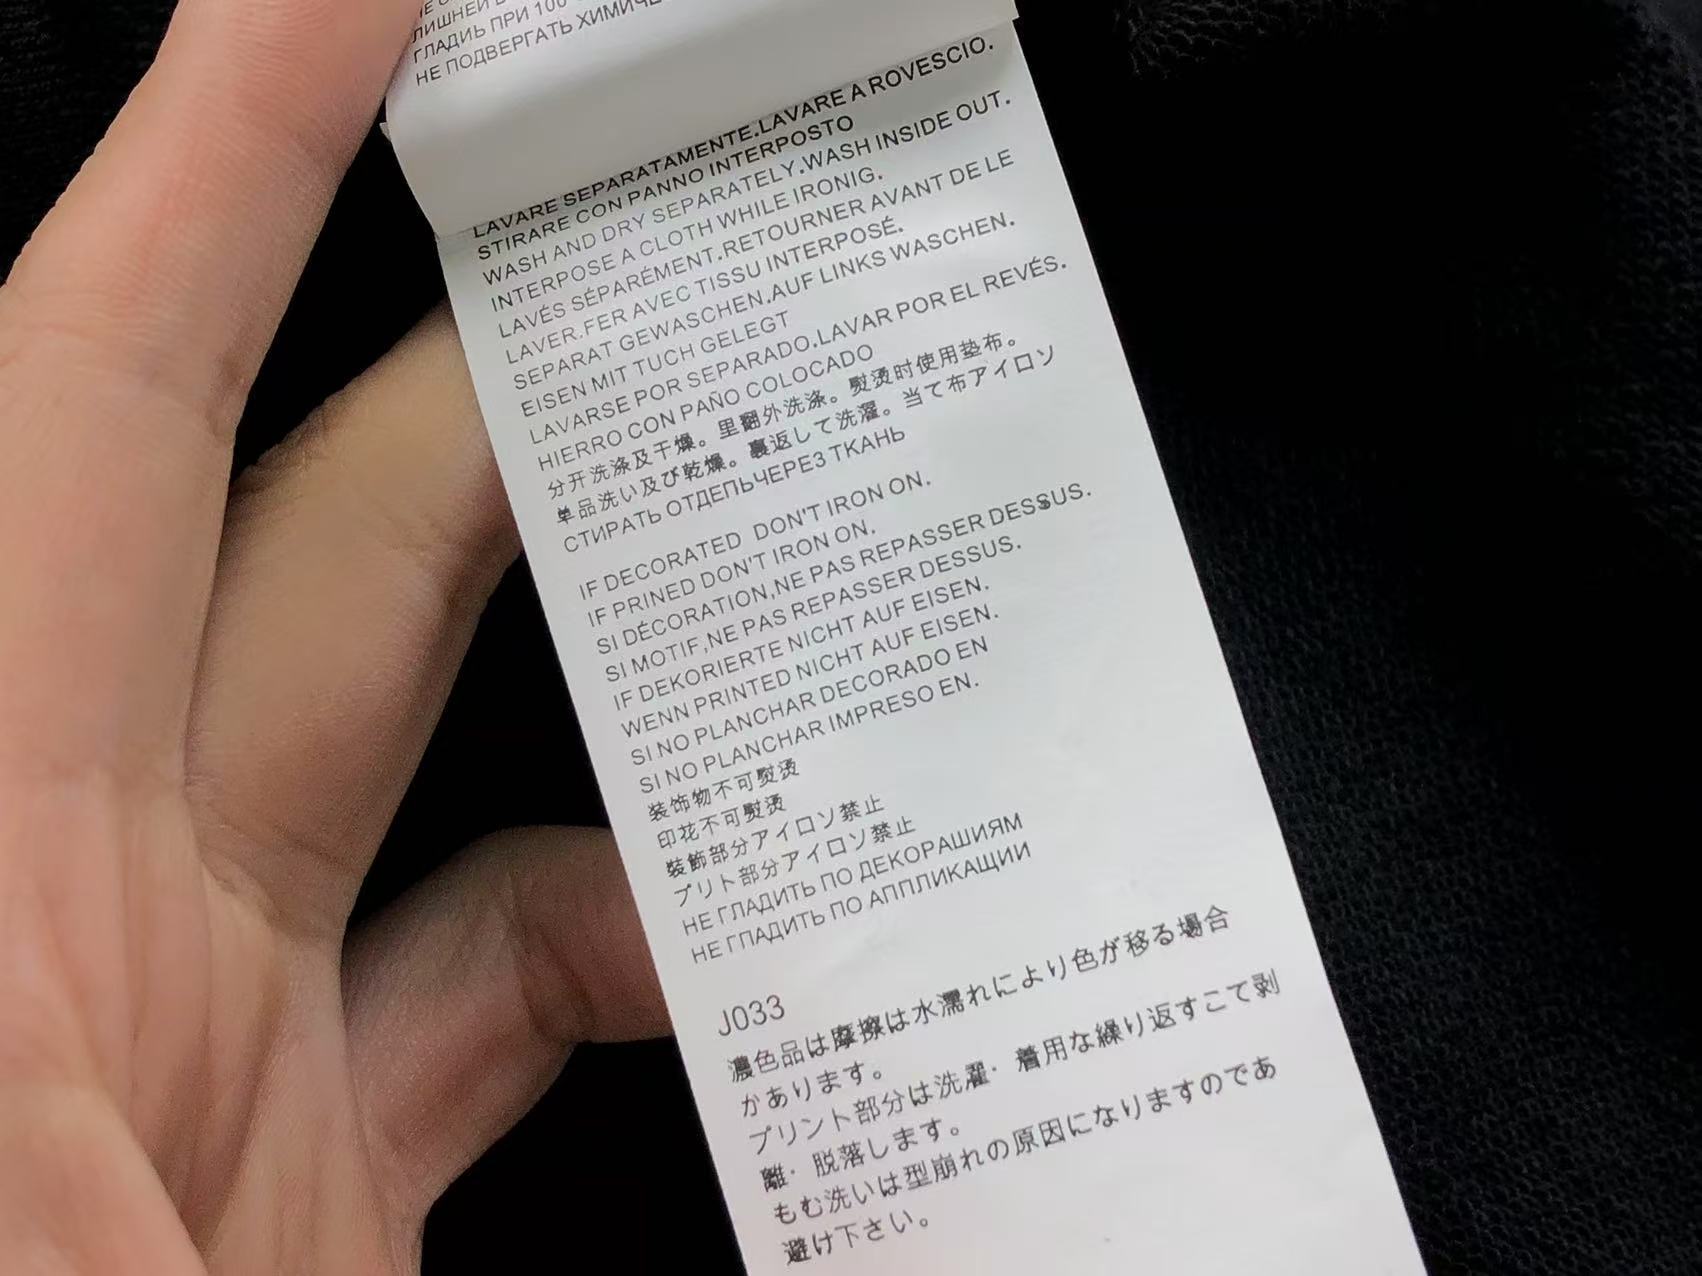 ЛИШНЕЙ
ГЛАДИЬ ПРИ 100
НЕ ПОДВЕРГАТЬ ХИМИЧЕ
LAVARE SEPARATAMENTE.LAVARE A ROVESCIO.
STIRARE CON PANNO INTERPOSTO
WASH AND DRY SEPARATELY.WASH INSIDE OUT.
INTERPOSE A CLOTH WHILE IRONIG.
LAVÉS SÉPARÉMENT.RETOURNER AVANT DE LE
LAVER.FER AVEC TISSU INTERPOSÉ.
SEPARAT GEWASCHEN.AUF LINKS WASCHEN.
EISEN MIT TUCH GELEGT
LAVARSE POR SEPARADO.LAVAR POR EL REVÉS.
HIERRO CON PAÑO COLOCADO
分开洗涤及干燥。里翻外洗涤。熨烫时使用垫布。
单品洗い及び乾燥。裏返して洗濯。当て布アイロソ
СТИРАТЬ ОТДЕПЬЧЕРЕЗ ТКАНЬ
IF DECORATED DON'T IRON ON.
IF PRINED DON'T IRON ON.
SI DÉCORATION,NE PAS REPASSER DESSUS.
SI MOTIF,NE PAS REPASSER DESSUS.
IF DEKORIERTE NICHT AUF EISEN.
WENN PRINTED NICHT AUF EISEN.
SI NO PLANCHAR DECORADO EN
SI NO PLANCHAR IMPRESO EN.
装饰物不可熨烫
印花不可熨烫
装飾部分アイロソ禁止
プリト部分アイロソ禁止
НЕ ГПАДИТЬ ПО ДЕКОРАШИЯМ
НЕ ГПАДИТЬ ПО АППЛИКАЩИИ
J033
濃色品は摩擦は水濡れにより色が移る場合
かあります。
プリント部分は洗濯·着用な繰り返すこて剥
離·脱落します。
もむ洗いは型崩れの原因になりますのであ
避け下さい。